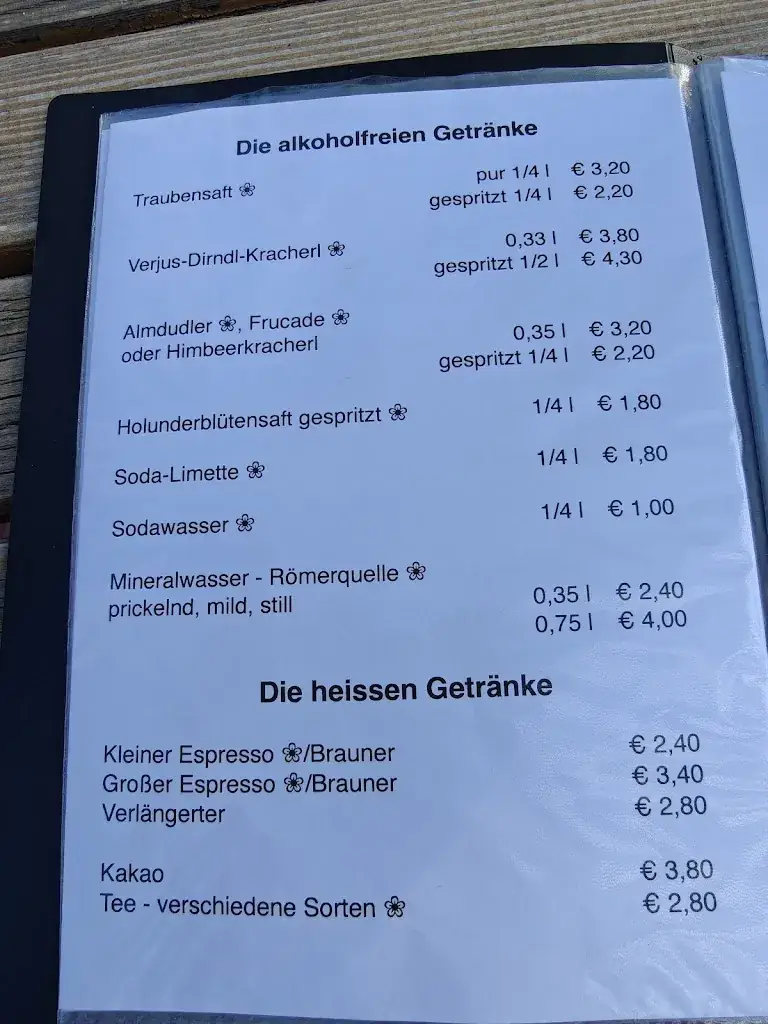 Die alkoholfreien Getränke
Traubensaft ❀ pur 1/4 l € 3,20
gespritzt 1/4 l € 2,20
Verjus-Dirndl-Kracherl ❀ 0,33 l € 3,80
gespritzt 1/2 l € 4,30
Almdudler ❀, Frucade ❀
oder Himbeerkracherl 0,35 l € 3,20
gespritzt 1/4 l € 2,20
Holunderblütensaft gespritzt ❀ 1/4 l € 1,80
Soda-Limette ❀ 1/4 l € 1,80
Sodawasser ❀ 1/4 l € 1,00
Mineralwasser - Römerquelle ❀
prickelnd, mild, still 0,35 l € 2,40
0,75 l € 4,00
Die heissen Getränke
Kleiner Espresso ❀/Brauner € 2,40
Großer Espresso ❀/Brauner € 3,40
Verlängerter € 2,80
Kakao € 3,80
Tee - verschiedene Sorten ❀ € 2,80